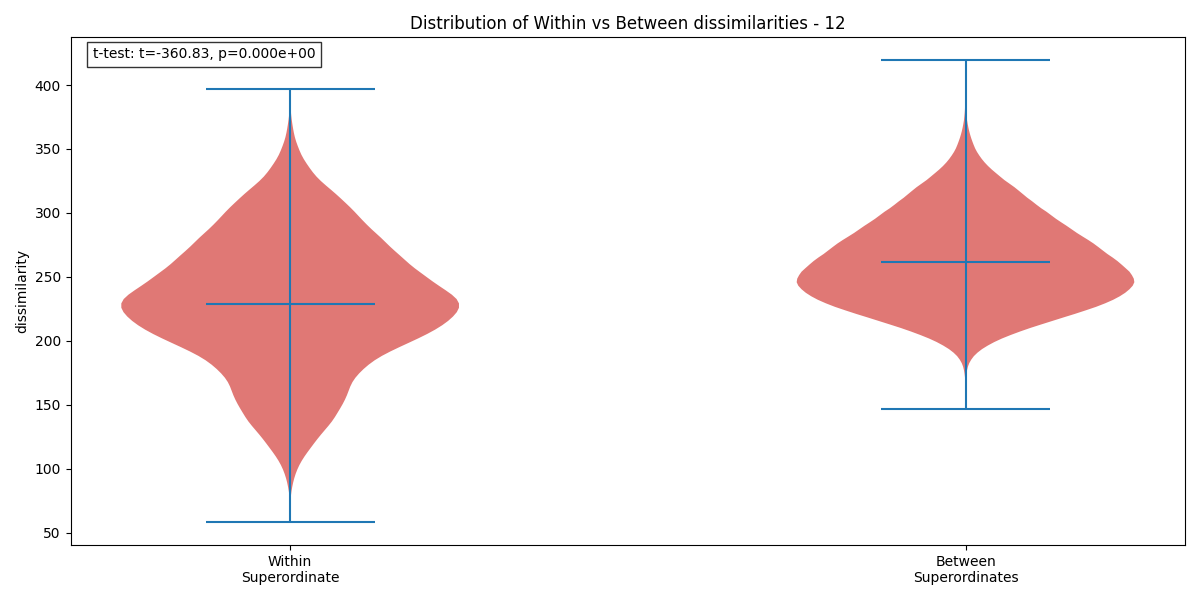 Distribution of Within vs Between dissimilarities - 12
t-test: t=-360.83, p=0.000e+00
400
350
300
250
200
150
100
50
dissimilarity
Within
Superordinate
Between
Superordinates